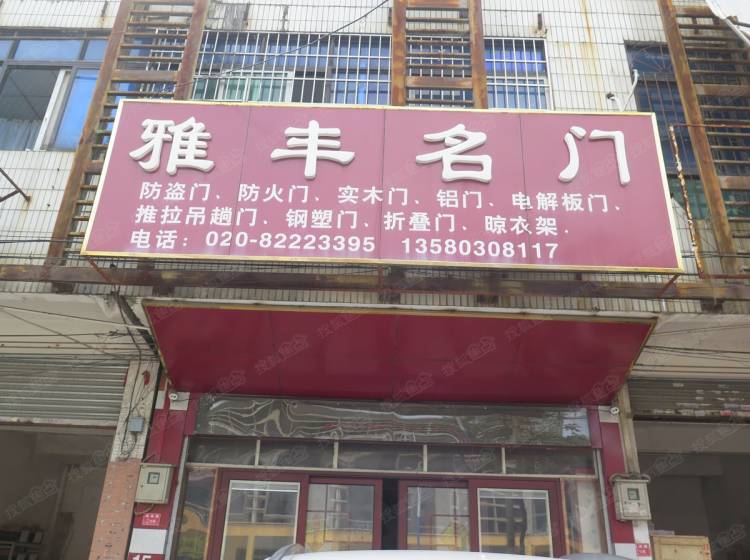 雅丰名门
防盗门、防火门、实木门、铝门、电解板门、
推拉吊趟门、钢塑门、折叠门、晾衣架.
电话：020-82223395 13580308117
15